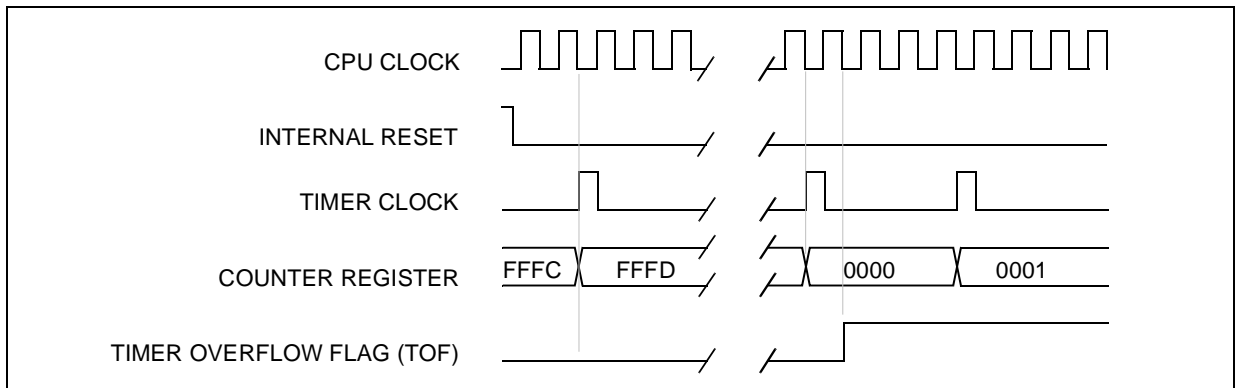 CPU CLOCK
INTERNAL RESET
TIMER CLOCK
COUNTER REGISTER FFFC FFFD 0000 0001
TIMER OVERFLOW FLAG (TOF)